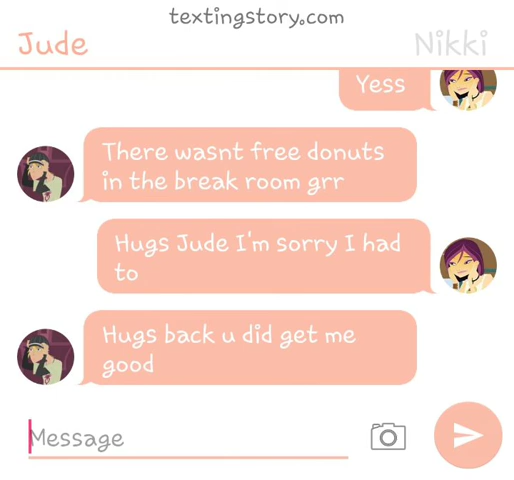 textingstory.com
Jude
Nikki
Yess
There wasnt free donuts
in the break room grr
Hugs Jude I'm sorry I had
to
Hugs back u did get me
good
Message